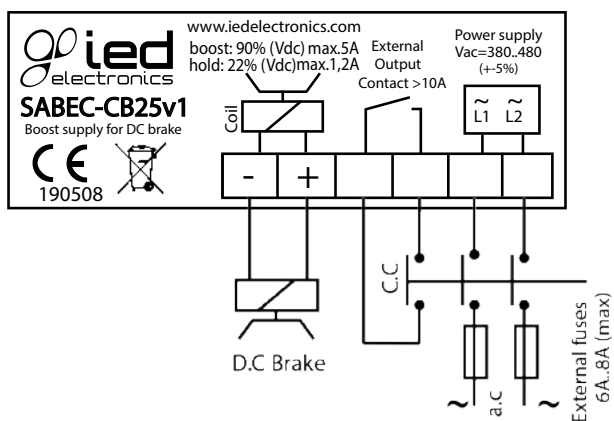 ied
electronics
SABEC-CB25v1
Boost supply for DC brake
CE
190508
www.iedelectronics.com
boost: 90% (Vdc) max.5A
hold: 22% (Vdc)max.1,2A
Coil
External
Output
Contact >10A
Power supply
Vac=380..480
(+-5%)
~ ~
L1 L2
- +
C.C
D.C Brake
~ a.c ~
External fuses
6A..8A (max)